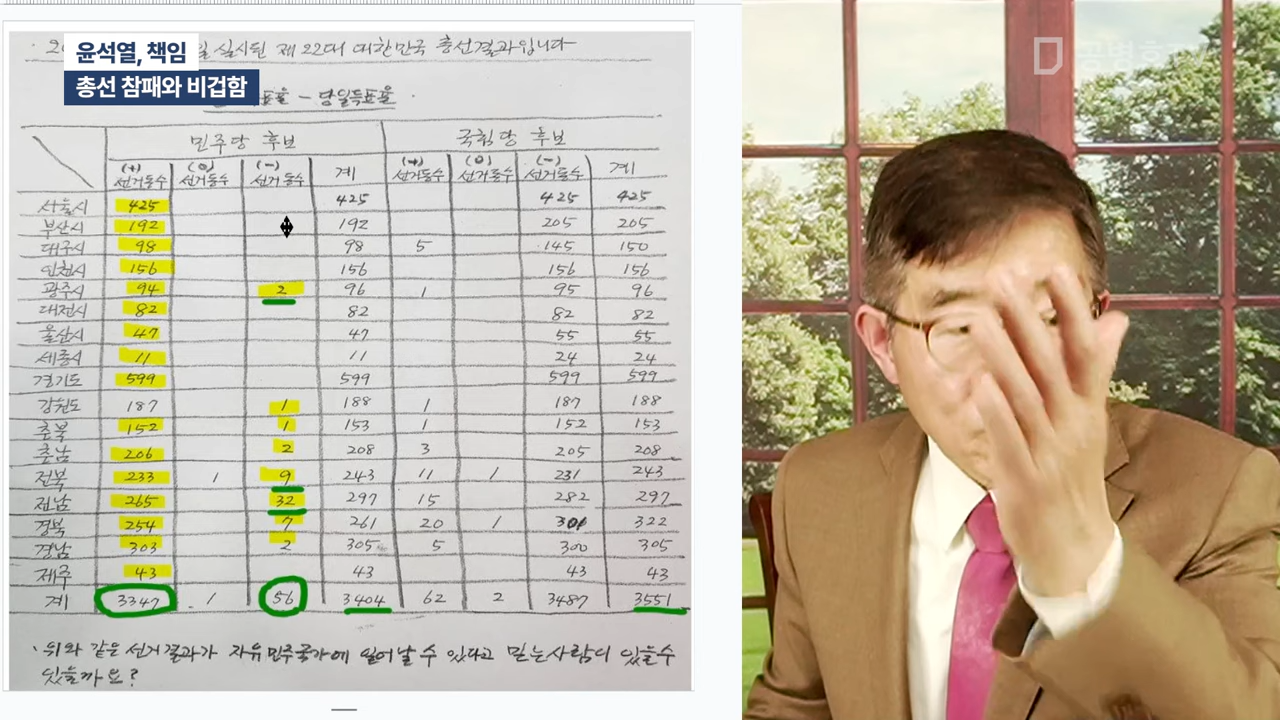 윤석열, 책임
총선 참패와 비겁함
실시된 제 22대 대한민국 총선결과입니다
표율 - 당일득표율
민주당 후보 국힘당 후보
(+) (0) (-) (+) (0) (-)
선거동수 선거동수 선거동수 계 선거동수 선거동수 선거동수 계
서울시 425 425 425 425
부산시 192 192 205 205
대구시 98 98 5 145 150
인천시 156 156 156 156
광주시 94 2 96 1 95 96
대전시 82 82 82 82
울산시 47 47 55 55
세종시 11 11 24 24
경기도 599 599 599 599
강원도 187 1 188 1 187 188
충북 152 1 153 1 152 153
충남 206 2 208 3 205 208
전북 233 1 9 243 11 1 231 243
전남 265 32 297 15 282 297
경북 254 7 261 20 1 301 322
경남 303 2 305 5 300 305
제주 43 43 43 43
계 3347 1 56 3404 62 2 3487 3551
· 위와 같은 선거결과가 자유민주국가에 일어날 수 있다고 믿는사람이 있을수
있을까요?
공병호TV